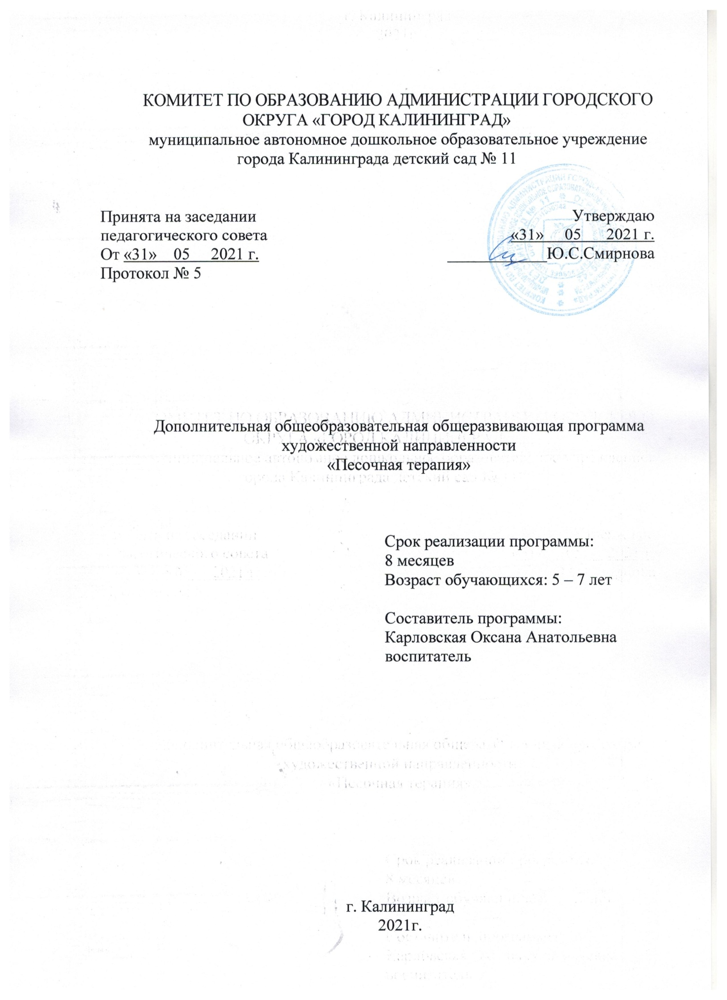 КОМИТЕТ ПО ОБРАЗОВАНИЮ АДМИНИСТРАЦИИ ГОРОДСКОГО
ОКРУГА «ГОРОД КАЛИНИНГРАД»
муниципальное автономное дошкольное образовательное учреждение
города Калининграда детский сад № 11
Принята на заседании
педагогического совета
От «31» 05 2021 г.
Протокол № 5
Утверждаю
«31» 05 2021 г.
Ю.С.Смирнова
Дополнительная общеобразовательная общеразвивающая программа
художественной направленности
«Песочная терапия»
Срок реализации программы:
8 месяцев
Возраст обучающихся: 5 – 7 лет
Составитель программы:
Карловская Оксана Анатольевна
воспитатель
г. Калининград
2021г.